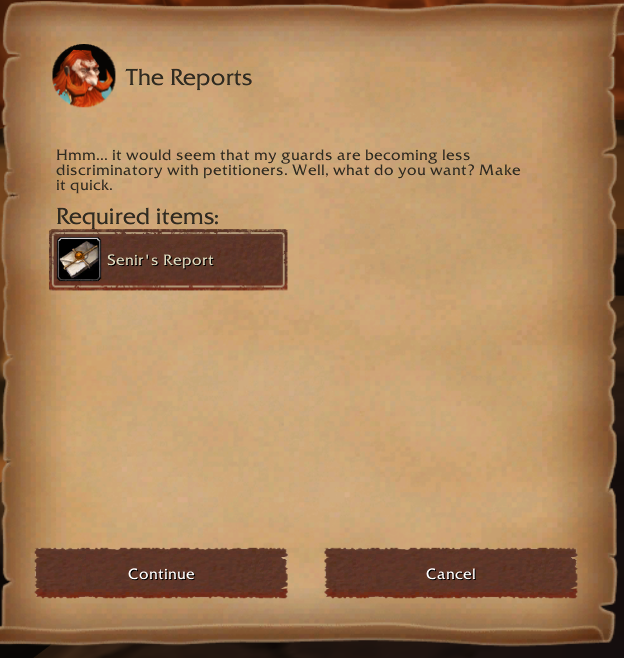 The Reports
Hmm... it would seem that my guards are becoming less
discriminatory with petitioners. Well, what do you want? Make
it quick.
Required items:
Senir's Report
Continue
Cancel